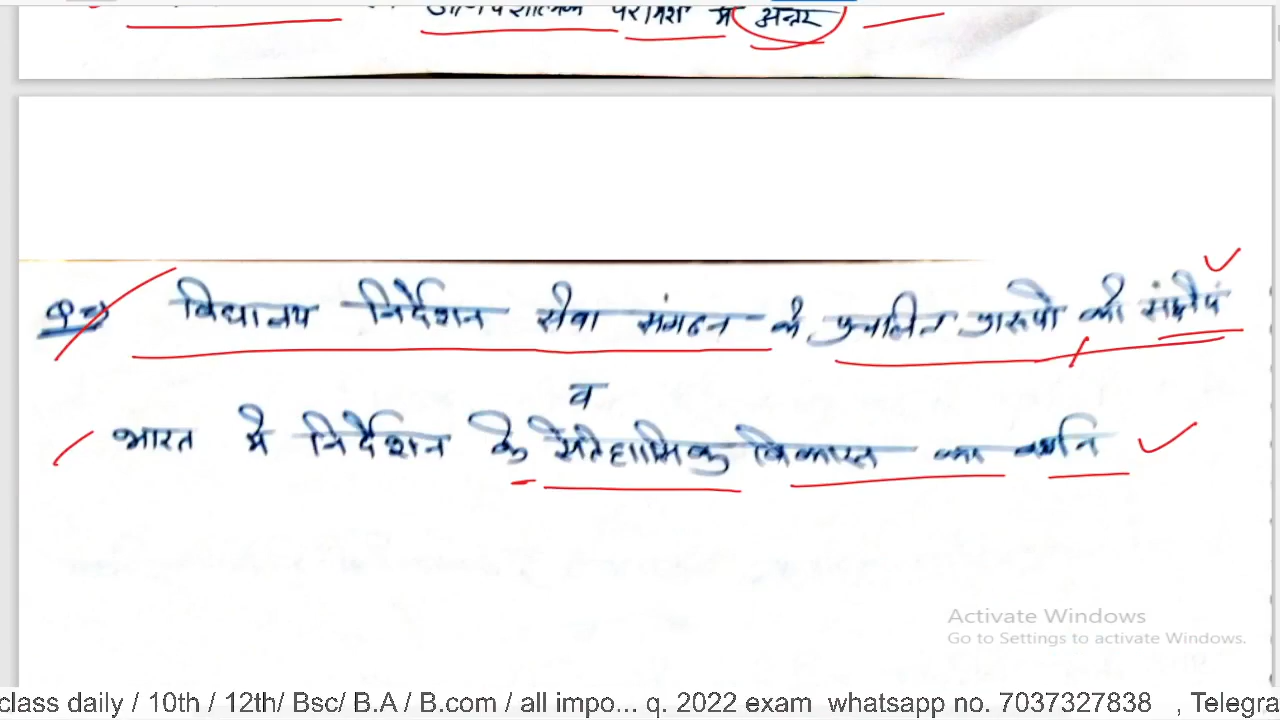 परामर्श में अन्तर
विद्यालय निर्देशन सेवा संगठन के प्रचलित प्रारूपों को संक्षेप
व
भारत में निर्देशन के ऐतिहासिक विकास का वर्णन
Activate Windows
Go to Settings to activate Windows.
class daily / 10th / 12th/ Bsc/ B.A / B.com / all impo... q. 2022 exam whatsapp no. 7037327838 , Telegra